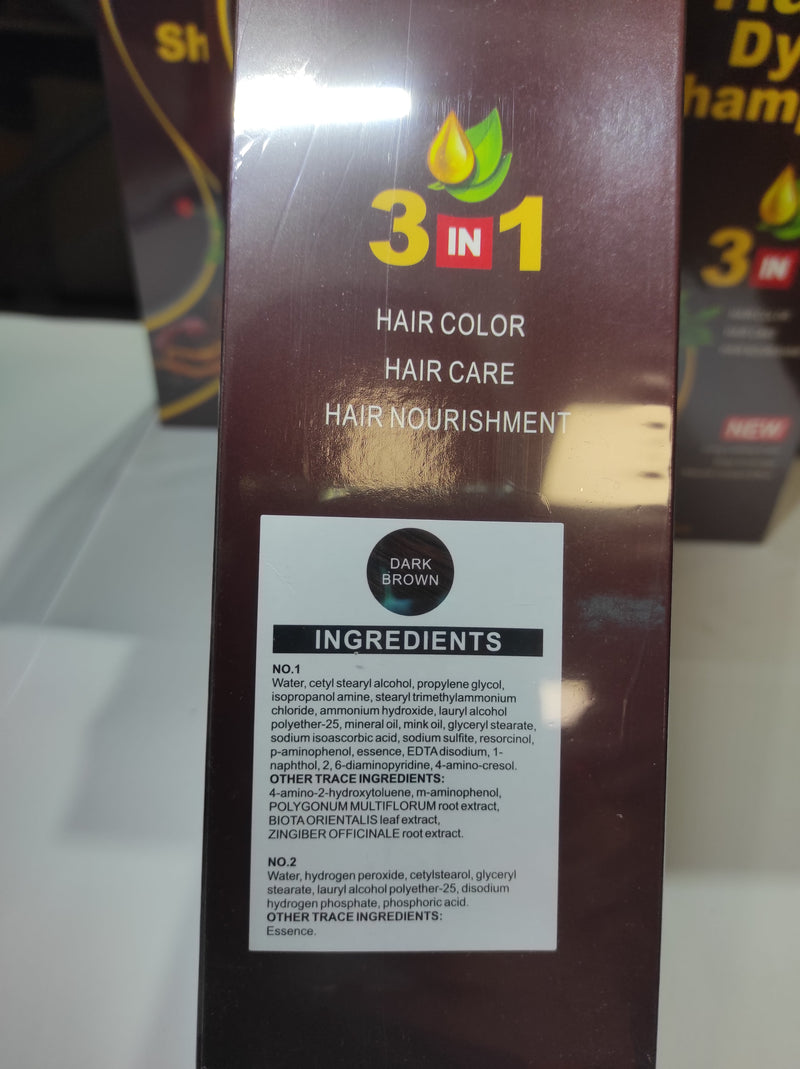 Sh
Dy
hamp
3 IN 1
3 IN
HAIR COLOR
HAIR CARE
HAIR NOURISHMENT
NEW
DARK
BROWN
INGREDIENTS
NO.1
Water, cetyl stearyl alcohol, propylene glycol,
isopropanol amine, stearyl trimethylammonium
chloride, ammonium hydroxide, lauryl alcohol
polyether-25, mineral oil, mink oil, glyceryl stearate,
sodium isoascorbic acid, sodium sulfite, resorcinol,
p-aminophenol, essence, EDTA disodium, 1-
naphthol, 2, 6-diaminopyridine, 4-amino-cresol.
OTHER TRACE INGREDIENTS:
4-amino-2-hydroxytoluene, m-aminophenol,
POLYGONUM MULTIFLORUM root extract,
BIOTA ORIENTALIS leaf extract,
ZINGIBER OFFICINALE root extract.
NO.2
Water, hydrogen peroxide, cetylstearol, glyceryl
stearate, lauryl alcohol polyether-25, disodium
hydrogen phosphate, phosphoric acid.
OTHER TRACE INGREDIENTS:
Essence.